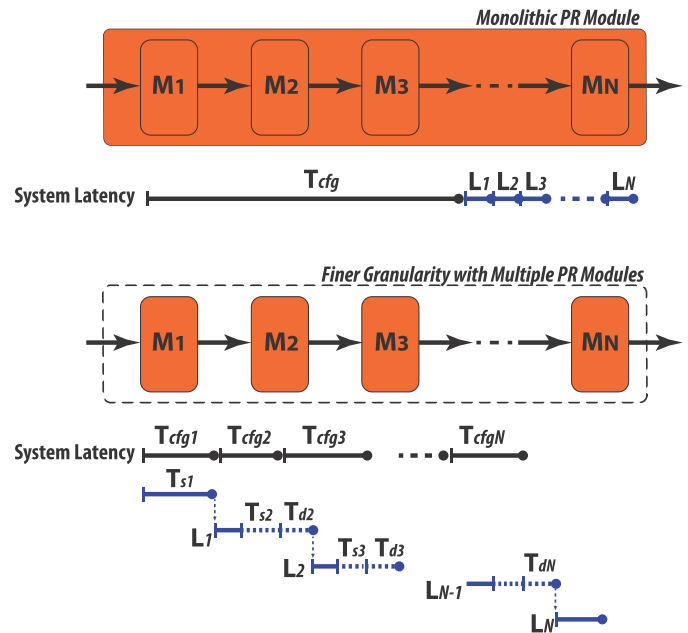 Monolithic PR Module
M1 M2 M3 MN
Tcfg L1 L2 L3 LN
System Latency
Finer Granularity with Multiple PR Modules
M1 M2 M3 MN
Tcfg1 Tcfg2 Tcfg3 TcfgN
System Latency
Ts1
L1 Ts2 Td2
L2 Ts3 Td3
LN-1 TdN
LN